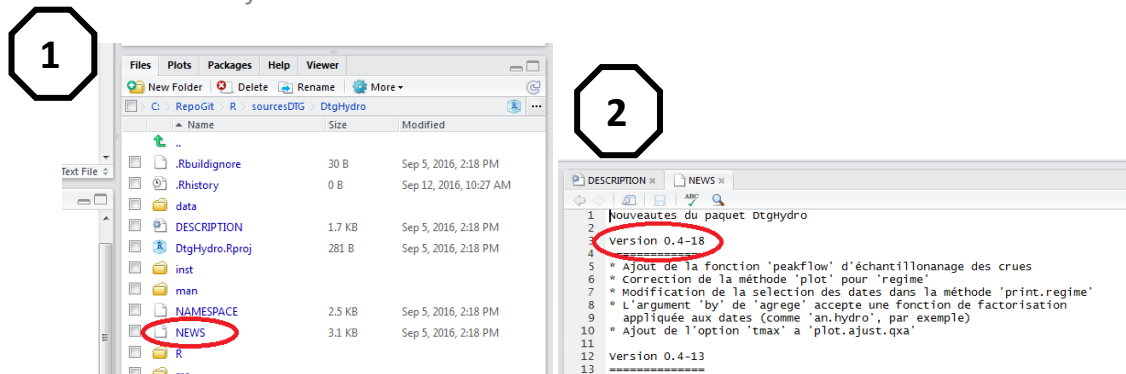 1
Files Plots Packages Help Viewer
New Folder Delete Rename More
C: > RepoGit > R > sourcesDTG > DtgHydro
Name Size Modified
..
.Rbuildignore 30 B Sep 5, 2016, 2:18 PM
.Rhistory 0 B Sep 12, 2016, 10:27 AM
data
DESCRIPTION 1.7 KB Sep 5, 2016, 2:18 PM
DtgHydro.Rproj 281 B Sep 5, 2016, 2:18 PM
inst
man
NAMESPACE 2.5 KB Sep 5, 2016, 2:18 PM
NEWS 3.1 KB Sep 5, 2016, 2:18 PM
R
Text File
2
DESCRIPTION × NEWS ×
ABC
1 Nouveautes du paquet DtgHydro
2
3 Version 0.4-18
4 ==============
5 * Ajout de la fonction 'peakflow' d'échantillonanage des crues
6 * Correction de la méthode 'plot' pour 'regime'
7 * Modification de la selection des dates dans la méthode 'print.regime'
8 * L'argument 'by' de 'agrege' accepte une fonction de factorisation
9 appliquée aux dates (comme 'an.hydro', par exemple)
10 * Ajout de l'option 'tmax' a 'plot.ajust.qxa'
11
12 Version 0.4-13
13 ==============